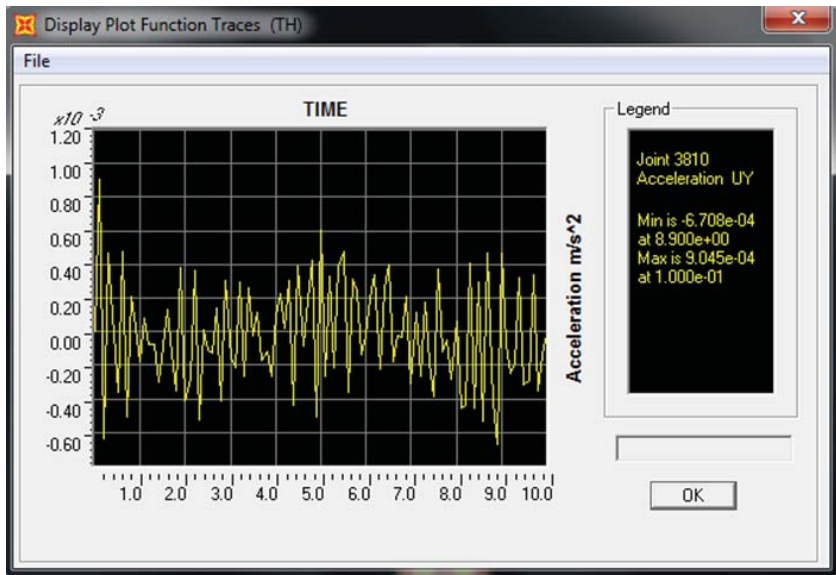 Display Plot Function Traces (TH)
File
x10 -3
TIME
1.20
1.00
0.80
0.60
0.40
0.20
0.00
-0.20
-0.40
-0.60
1.0 2.0 3.0 4.0 5.0 6.0 7.0 8.0 9.0 10.0
Acceleration m/s^2
Legend
Joint 3810
Acceleration UY
Min is -6.708e-04
at 8.900e+00
Max is 9.045e-04
at 1.000e-01
OK